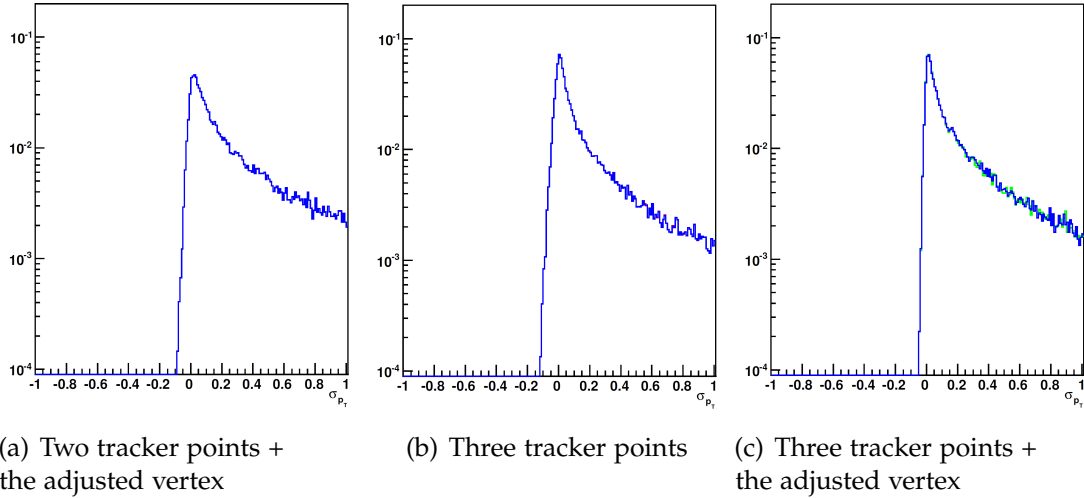 10^-1
10^-2
10^-3
10^-4
-1 -0.8 -0.6 -0.4 -0.2 0 0.2 0.4 0.6 0.8 1
σ_{p_T}
10^-1
10^-2
10^-3
10^-4
-1 -0.8 -0.6 -0.4 -0.2 0 0.2 0.4 0.6 0.8 1
σ_{p_T}
10^-1
10^-2
10^-3
10^-4
-1 -0.8 -0.6 -0.4 -0.2 0 0.2 0.4 0.6 0.8 1
σ_{p_T}
(a) Two tracker points +
the adjusted vertex
(b) Three tracker points
(c) Three tracker points +
the adjusted vertex